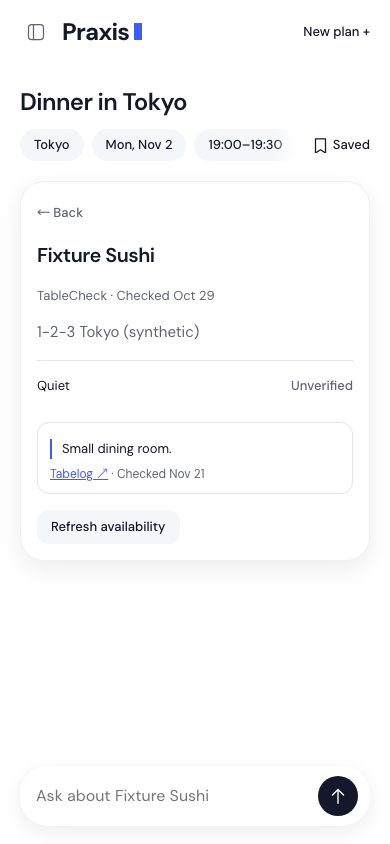 Praxis
New plan +
Dinner in Tokyo
Tokyo
Mon, Nov 2
19:00–19:30
Saved
← Back
Fixture Sushi
TableCheck · Checked Oct 29
1-2-3 Tokyo (synthetic)
Quiet
Unverified
Small dining room.
Tabelog ↗ · Checked Nov 21
Refresh availability
Ask about Fixture Sushi